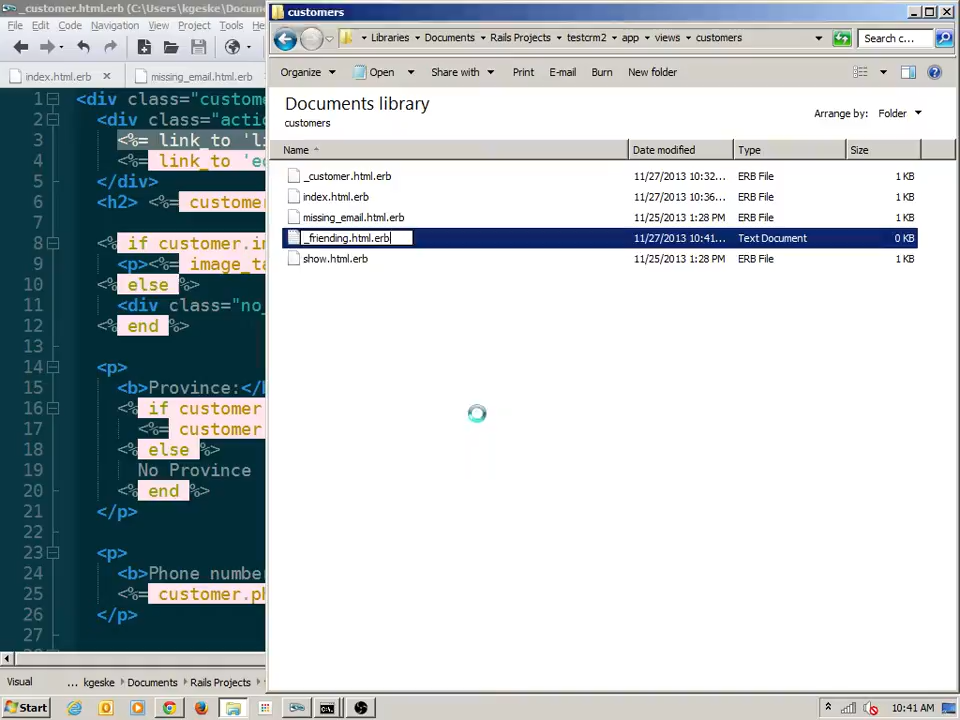 _customer.html.erb (C:\Users\kgeske\Docume
File Edit Code Navigation View Project Tools He
index.html.erb
missing_email.html.erb
1 <div class="custome
2 <div class="actio
3 <%= link_to 'li
4 <%= link_to 'ed
5 </div>
6 <h2> <%= customer
7
8 <% if customer.im
9 <p><%= image_ta
10 <% else %>
11 <div class="no_
12 <% end %>
13
14 <p>
15 <b>Province:</b
16 <% if customer.
17 <%= customer
18 <% else %>
19 No Province
20 <% end %>
21 </p>
22
23 <p>
24 <b>Phone number
25 <%= customer.ph
26 </p>
27
Visual
... kgeske Documents Rails Projects
customers
Libraries Documents Rails Projects testcrm2 app views customers
Search c...
Organize Open Share with Print E-mail Burn New folder
Documents library
customers
Arrange by: Folder
Name Date modified Type Size
_customer.html.erb 11/27/2013 10:32... ERB File 1 KB
index.html.erb 11/27/2013 10:36... ERB File 1 KB
missing_email.html.erb 11/25/2013 1:28 PM ERB File 1 KB
_friending.html.erb 11/27/2013 10:41... Text Document 0 KB
show.html.erb 11/25/2013 1:28 PM ERB File 1 KB
Start
10:41 AM